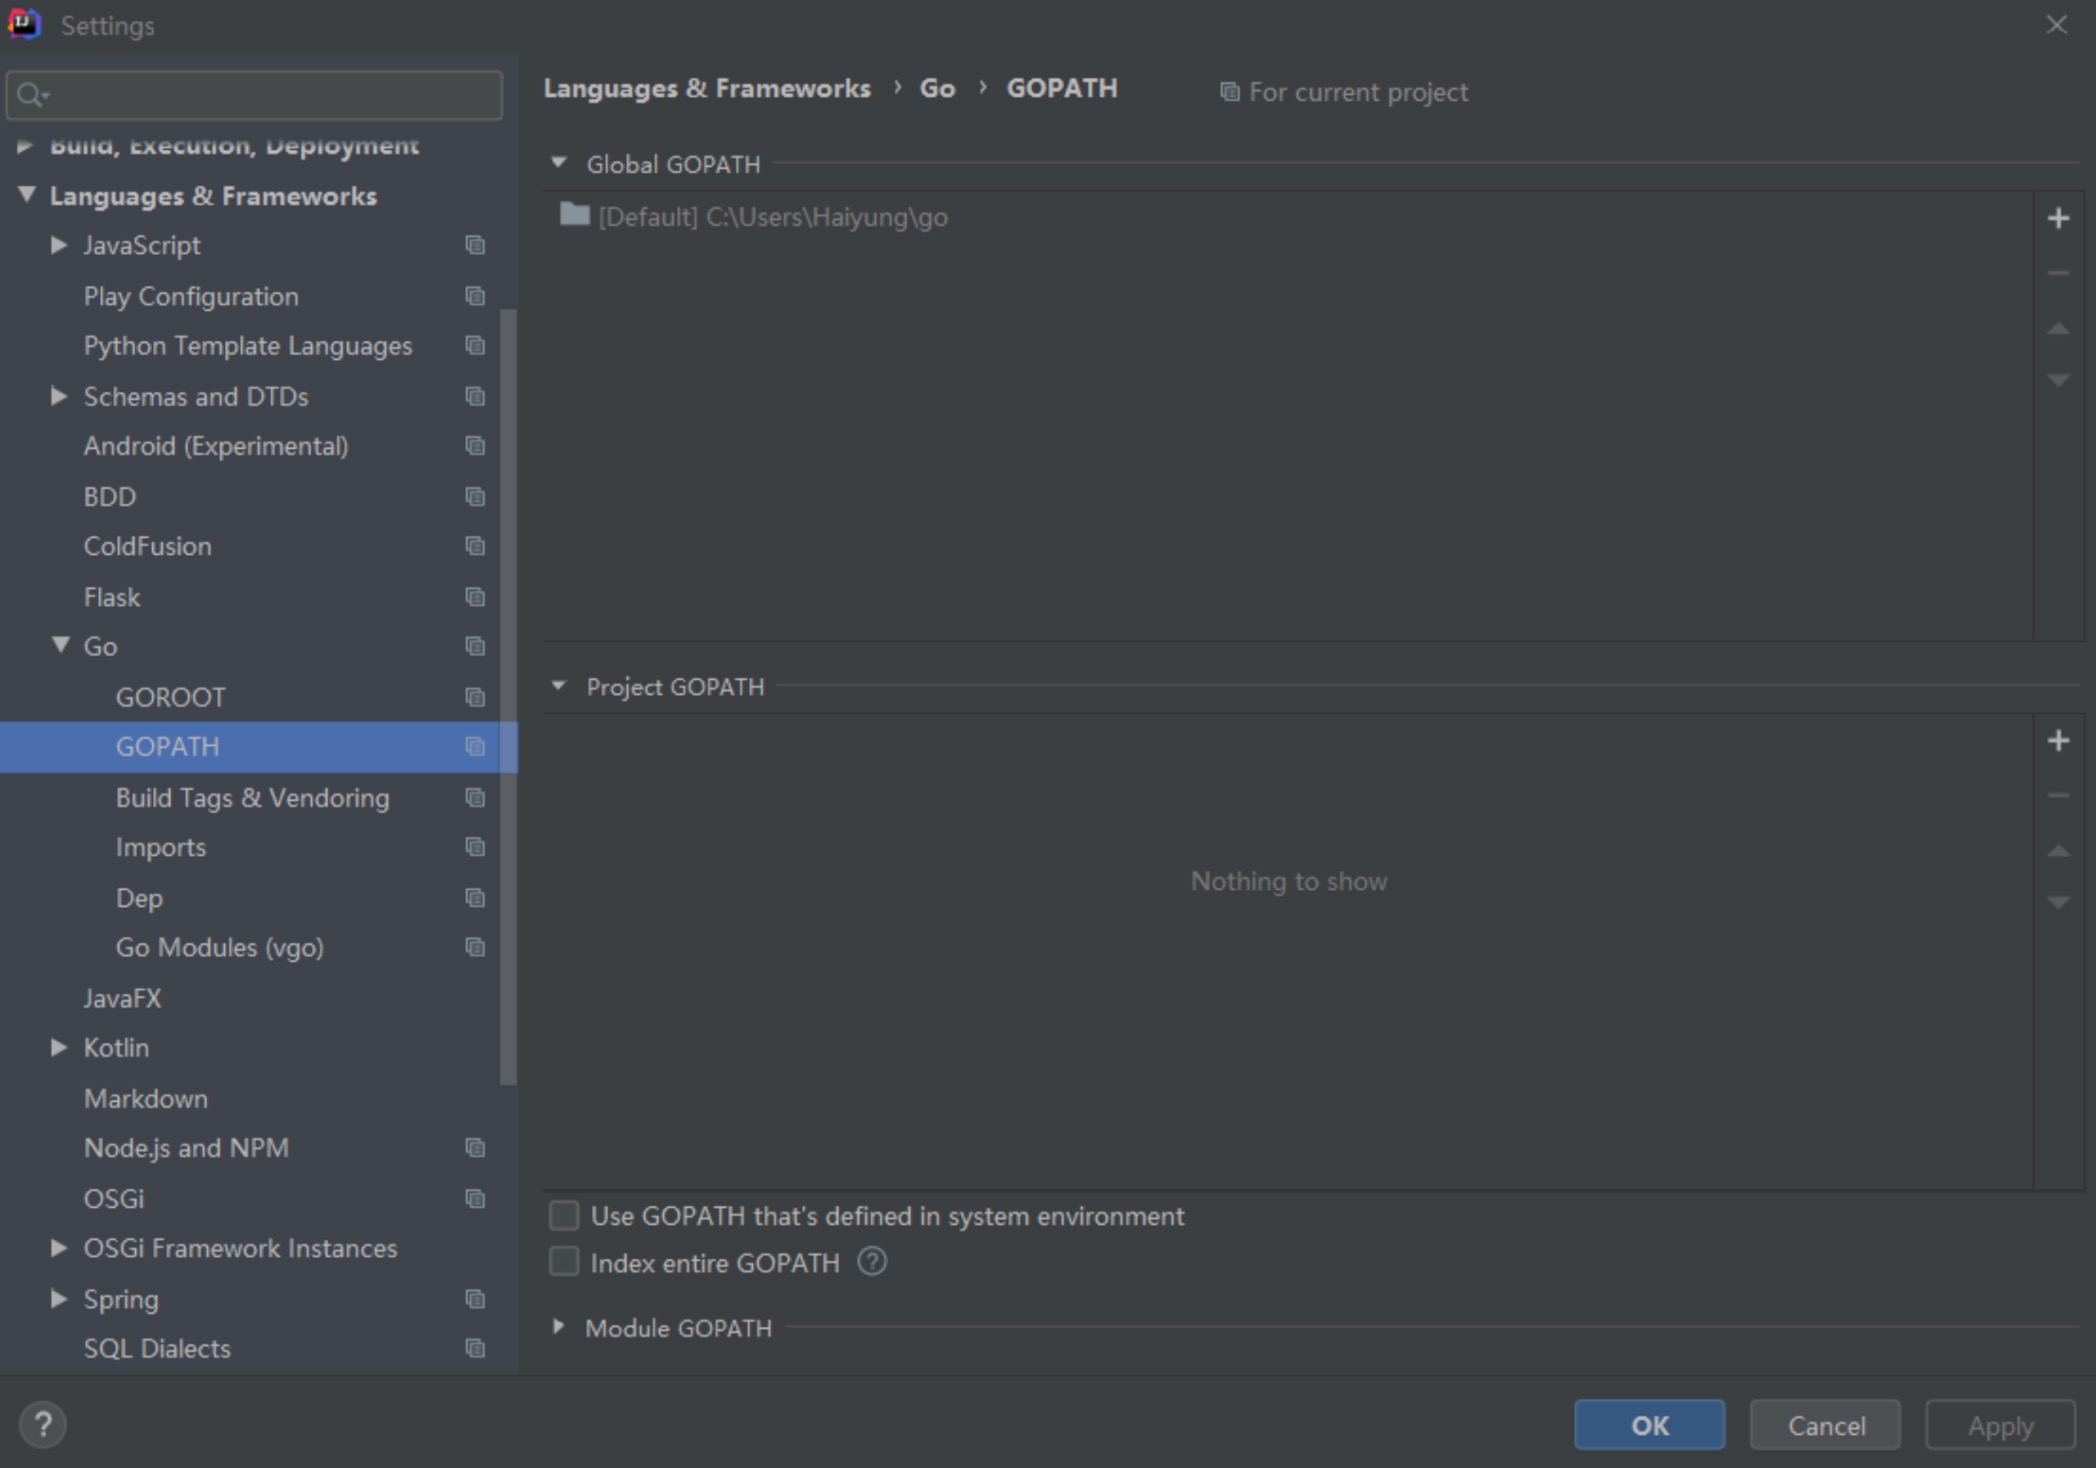 Settings
Build, Execution, Deployment
Languages & Frameworks
JavaScript
Play Configuration
Python Template Languages
Schemas and DTDs
Android (Experimental)
BDD
ColdFusion
Flask
Go
GOROOT
GOPATH
Build Tags & Vendoring
Imports
Dep
Go Modules (vgo)
JavaFX
Kotlin
Markdown
Node.js and NPM
OSGi
OSGi Framework Instances
Spring
SQL Dialects
Languages & Frameworks › Go › GOPATH For current project
Global GOPATH
[Default] C:\Users\Haiyung\go
Project GOPATH
Nothing to show
Use GOPATH that's defined in system environment
Index entire GOPATH ?
Module GOPATH
? OK Cancel Apply